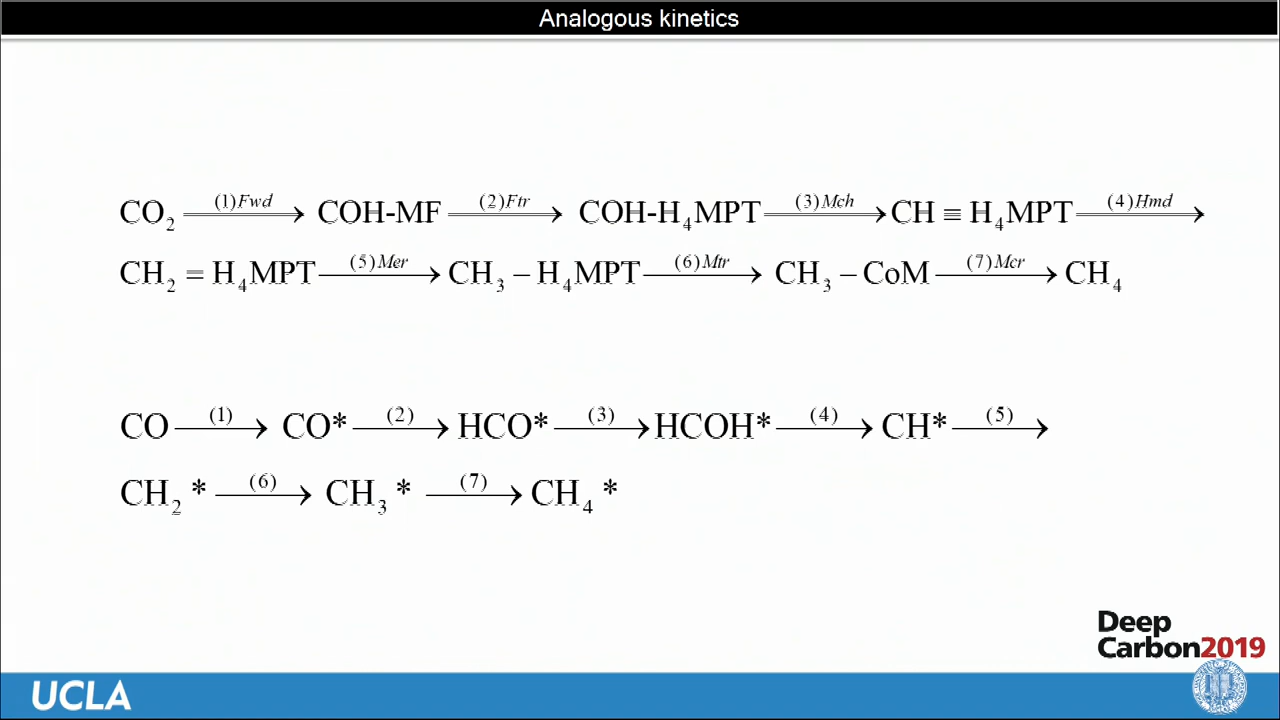 Analogous kinetics
CO₂ (1)Fwd→ COH-MF (2)Ftr→ COH-H₄MPT (3)Mch→ CH ≡ H₄MPT (4)Hmd→
CH₂ = H₄MPT (5)Mer→ CH₃ − H₄MPT (6)Mtr→ CH₃ − CoM (7)Mcr→ CH₄
CO (1)→ CO* (2)→ HCO* (3)→ HCOH* (4)→ CH* (5)→
CH₂ * (6)→ CH₃ * (7)→ CH₄ *
Deep
Carbon2019
UCLA